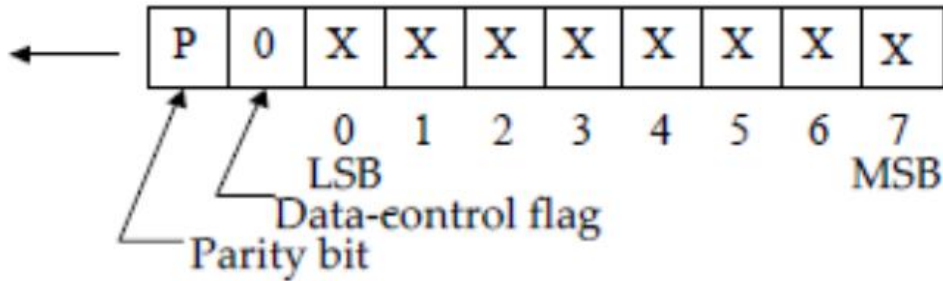 P 0 X X X X X X X X
0 1 2 3 4 5 6 7
LSB MSB
Data-control flag
Parity bit